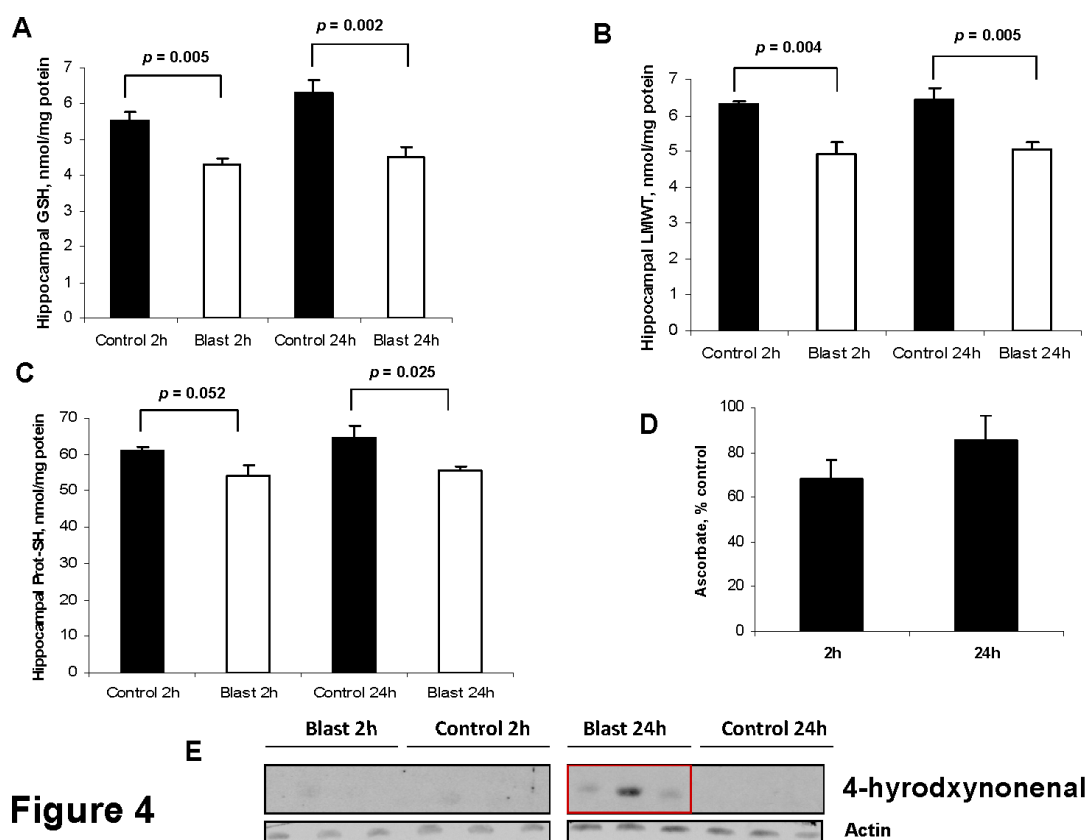 A
p = 0.005
p = 0.002
Hippocampal GSH, nmol/mg potein
7
6
5
4
3
2
1
0
Control 2h Blast 2h Control 24h Blast 24h
B
p = 0.004
p = 0.005
Hippocampal LMWT, nmol/mg potein
7
6
5
4
3
2
1
0
Control 2h Blast 2h Control 24h Blast 24h
C
p = 0.052
p = 0.025
Hippocampal Prot-SH, nmol/mg potein
70
60
50
40
30
20
10
0
Control 2h Blast 2h Control 24h Blast 24h
D
Ascorbate, % control
100
80
60
40
20
0
2h 24h
E
Blast 2h Control 2h Blast 24h Control 24h
4-hyrodxynonenal
Actin
Figure 4